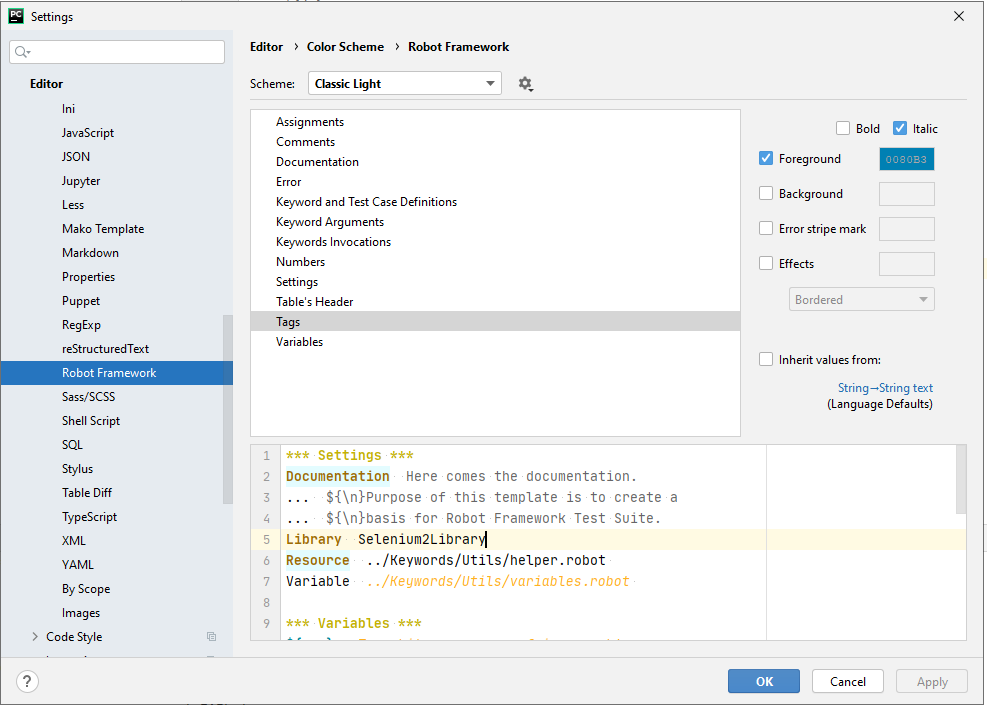 PC Settings
Editor
Ini
JavaScript
JSON
Jupyter
Less
Mako Template
Markdown
Properties
Puppet
RegExp
reStructuredText
Robot Framework
Sass/SCSS
Shell Script
SQL
Stylus
Table Diff
TypeScript
XML
YAML
By Scope
Images
Code Style
Editor › Color Scheme › Robot Framework
Scheme: Classic Light
Assignments
Comments
Documentation
Error
Keyword and Test Case Definitions
Keyword Arguments
Keywords Invocations
Numbers
Settings
Table's Header
Tags
Variables
Bold Italic
Foreground 0080B3
Background
Error stripe mark
Effects
Bordered
Inherit values from:
String→String text
(Language Defaults)
1 *** Settings ***
2 Documentation  Here comes the documentation.
3 ...  ${\n}Purpose of this template is to create a
4 ...  ${\n}basis for Robot Framework Test Suite.
5 Library  Selenium2Library
6 Resource  ../Keywords/Utils/helper.robot
7 Variable  ../Keywords/Utils/variables.robot
8
9 *** Variables ***
? OK Cancel Apply